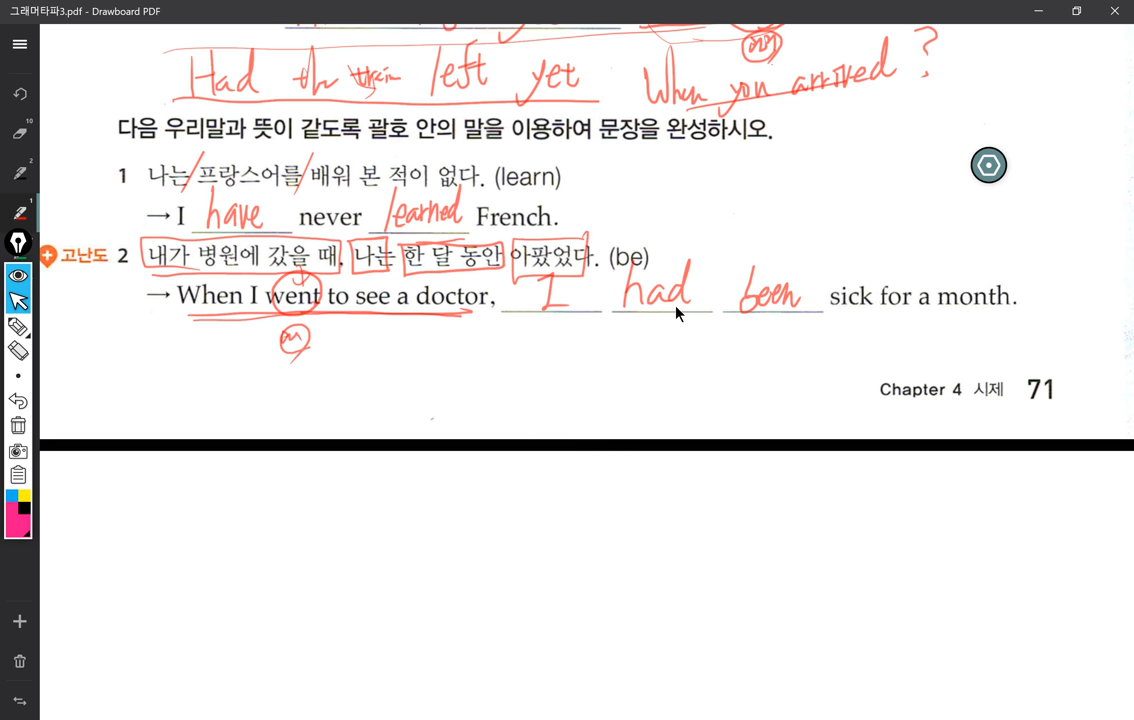 그래머타파3.pdf - Drawboard PDF
Had the train left yet When you arrived ?
다음 우리말과 뜻이 같도록 괄호 안의 말을 이용하여 문장을 완성하시오.
1 나는 프랑스어를 배워 본 적이 없다. (learn)
→ I have never learned French.
고난도 2 내가 병원에 갔을 때, 나는 한 달 동안 아팠었다. (be)
→ When I went to see a doctor, I had been sick for a month.
Chapter 4 시제 71
10
2
1